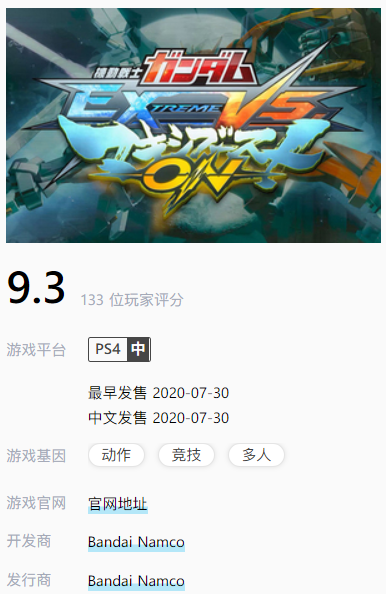 機動戦士 ガンダム
EXTREME VS.
マキシブースト
ON
9.3 133 位玩家评分
游戏平台 PS4 中
最早发售 2020-07-30
中文发售 2020-07-30
游戏基因 动作 竞技 多人
游戏官网 官网地址
开发商 Bandai Namco
发行商 Bandai Namco